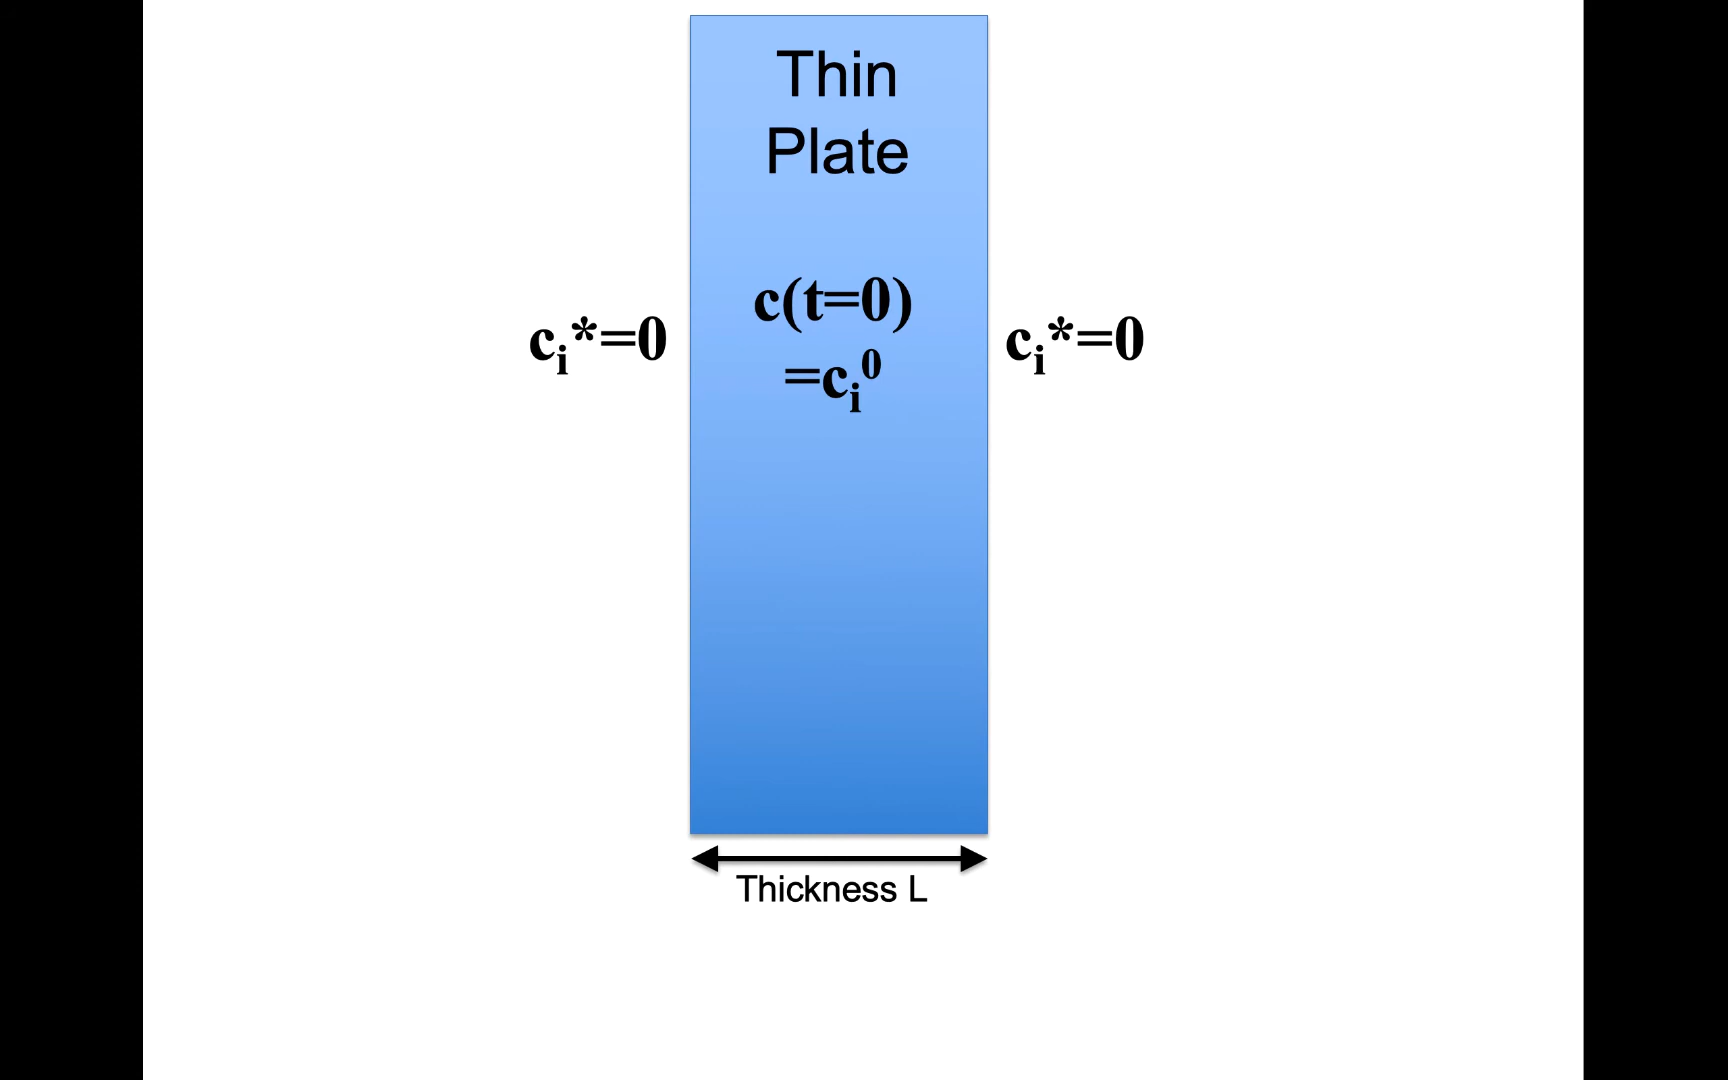 Thin
Plate
c(t=0)
=cᵢ⁰
cᵢ*=0
cᵢ*=0
Thickness L